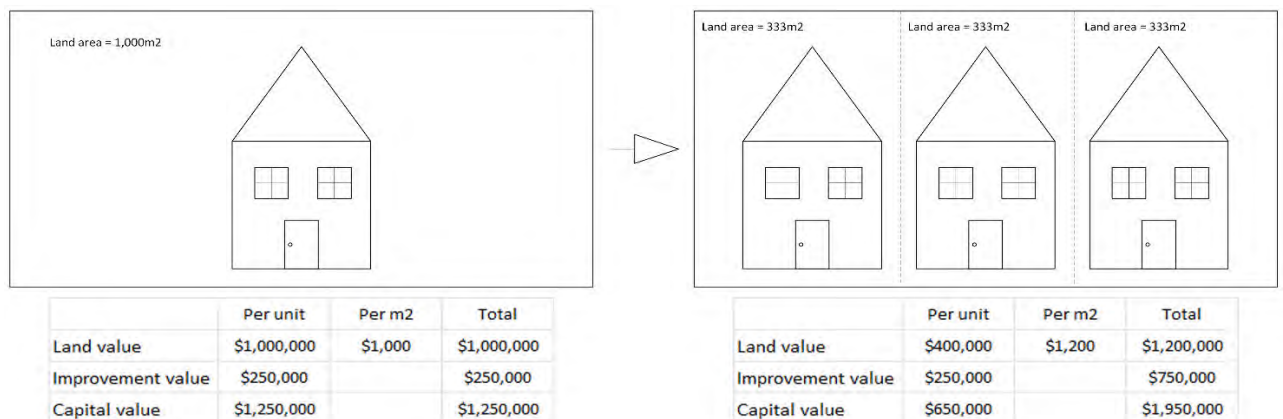 Land area = 1,000m2
Land area = 333m2 Land area = 333m2 Land area = 333m2
Per unit Per m2 Total
Land value $1,000,000 $1,000 $1,000,000
Improvement value $250,000 $250,000
Capital value $1,250,000 $1,250,000
Per unit Per m2 Total
Land value $400,000 $1,200 $1,200,000
Improvement value $250,000 $750,000
Capital value $650,000 $1,950,000